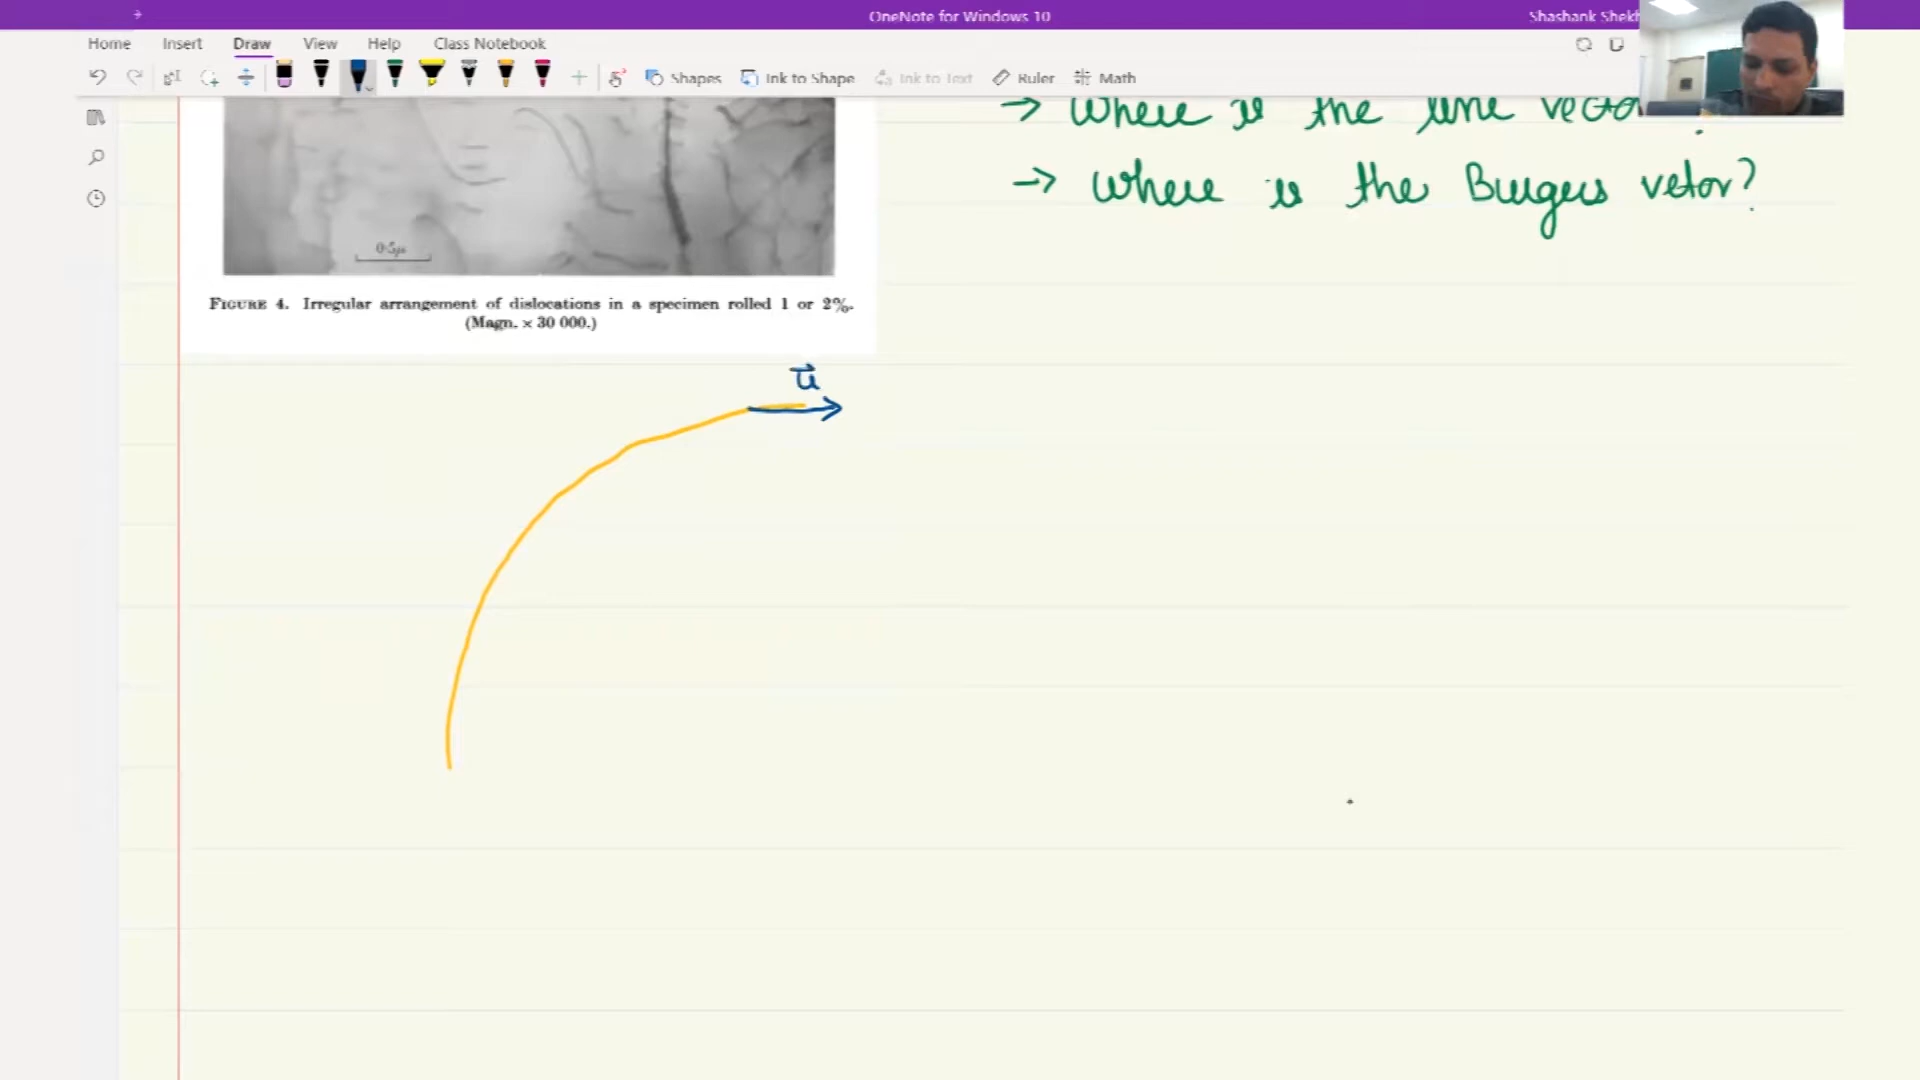 OneNote for Windows 10
Shashank Shekh
Home Insert Draw View Help Class Notebook
Shapes Ink to Shape Ink to Text Ruler Math
→ Where is the line vector ?
→ Where is the Burgers vetor?
0·5μ
FIGURE 4. Irregular arrangement of dislocations in a specimen rolled 1 or 2%.
(Magn. × 30 000.)
u⃗